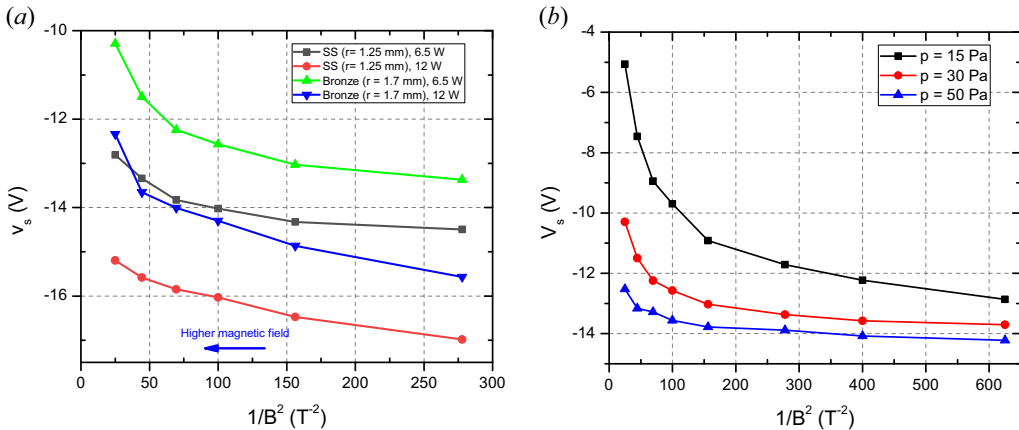 (a)
-10
-12
-14
-16
v_s (V)
SS (r= 1.25 mm), 6.5 W
SS (r= 1.25 mm), 12 W
Bronze (r = 1.7 mm), 6.5 W
Bronze (r = 1.7 mm), 12 W
Higher magnetic field
0 50 100 150 200 250 300
1/B² (T⁻²)
(b)
-4
-6
-8
-10
-12
-14
V_s (V)
p = 15 Pa
p = 30 Pa
p = 50 Pa
0 100 200 300 400 500 600
1/B² (T⁻²)